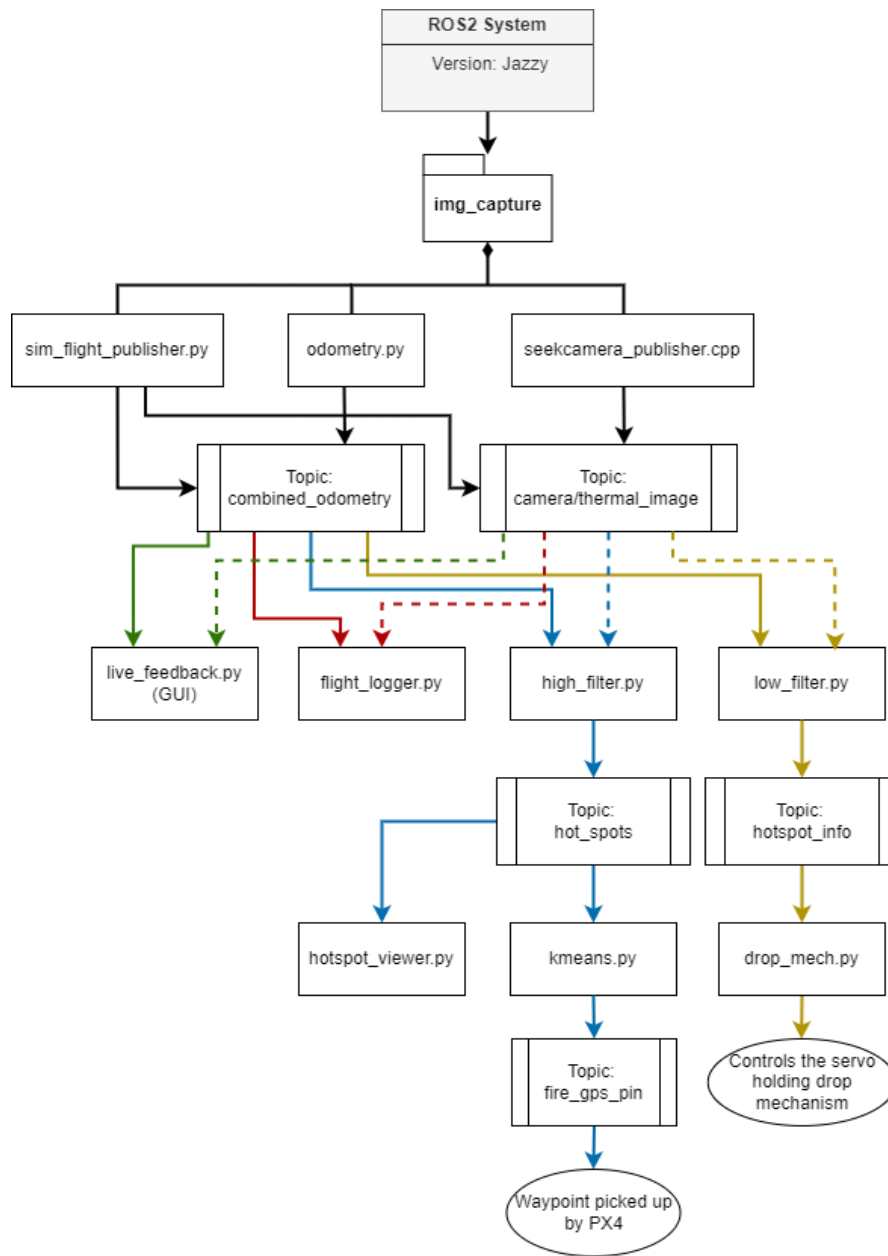 ROS2 System
Version: Jazzy
img_capture
sim_flight_publisher.py
odometry.py
seekcamera_publisher.cpp
Topic:
combined_odometry
Topic:
camera/thermal_image
live_feedback.py
(GUI)
flight_logger.py
high_filter.py
low_filter.py
Topic:
hot_spots
Topic:
hotspot_info
hotspot_viewer.py
kmeans.py
drop_mech.py
Topic:
fire_gps_pin
Controls the servo
holding drop
mechanism
Waypoint picked up
by PX4